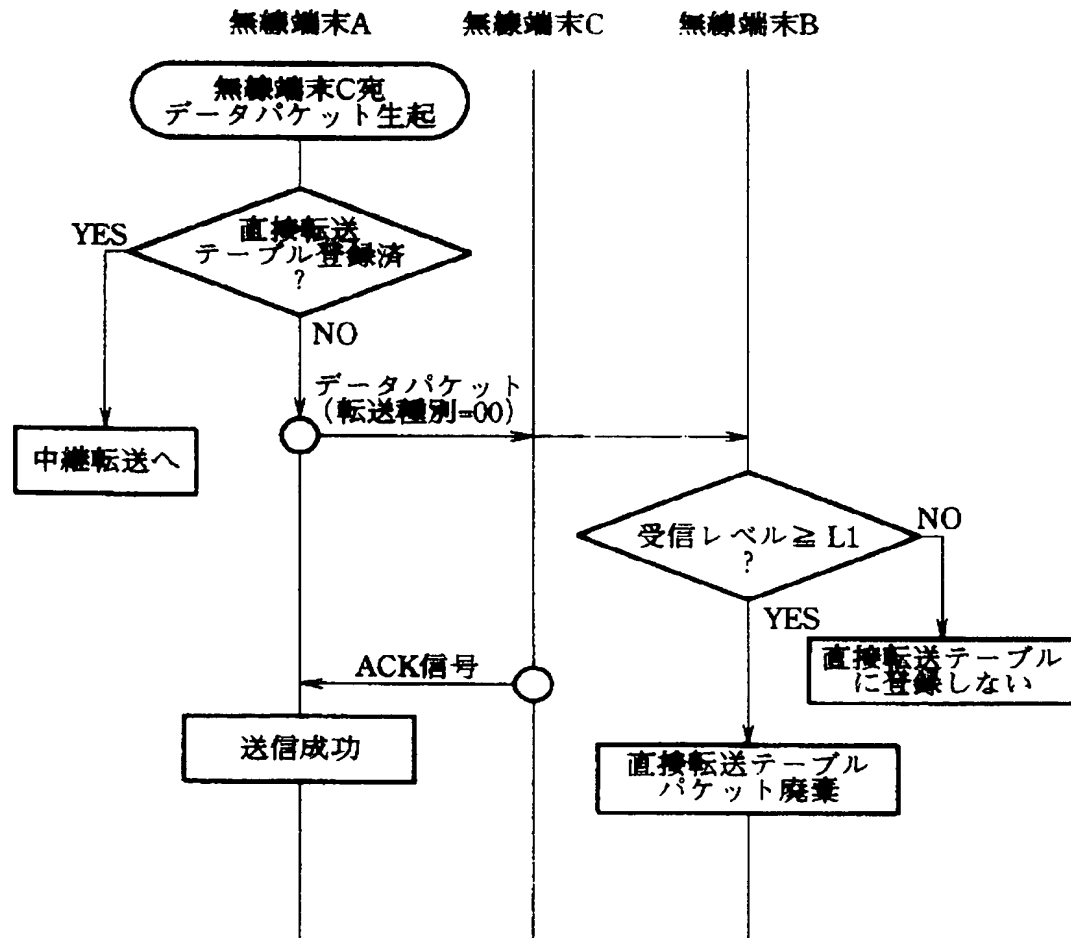 無線端末A 無線端末C 無線端末B
無線端末C宛
データパケット生起
直接転送
テーブル登録済
?
YES
NO
データパケット
(転送種別=00)
中継転送へ
受信レベル≧L1
?
NO
YES
直接転送テーブル
に登録しない
ACK信号
送信成功
直接転送テーブル
パケット廃棄